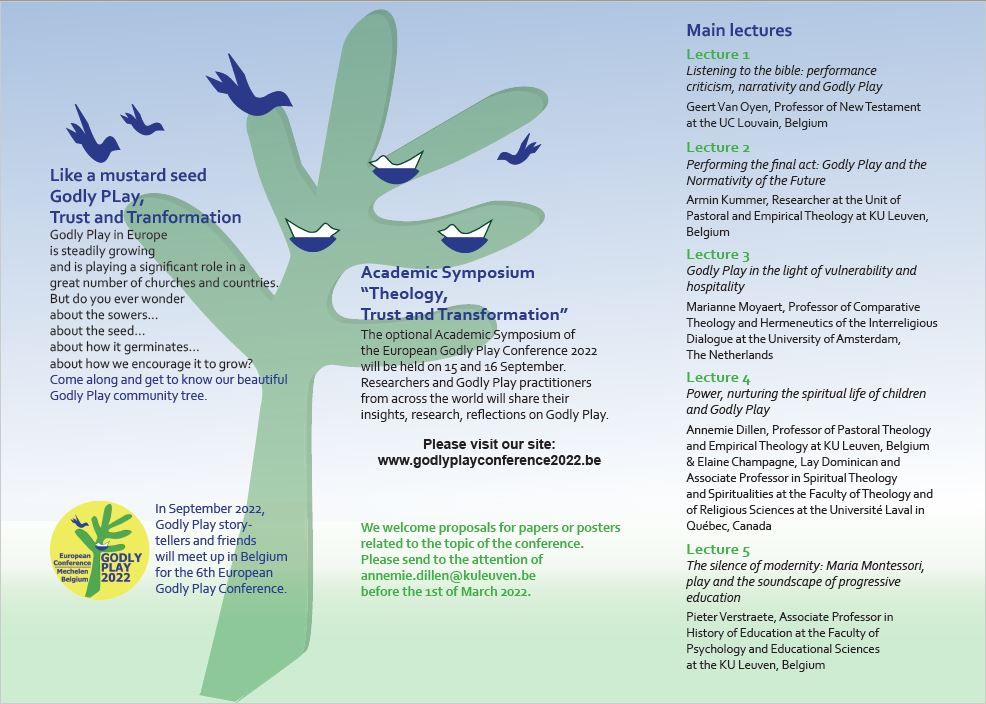 Like a mustard seed
Godly PLay,
Trust and Tranformation
Godly Play in Europe
is steadily growing
and is playing a significant role in a
great number of churches and countries.
But do you ever wonder
about the sowers...
about the seed...
about how it germinates...
about how we encourage it to grow?
Come along and get to know our beautiful
Godly Play community tree.
European
Conference
Mechelen
Belgium
GODLY
PLAY
2022
In September 2022,
Godly Play story-
tellers and friends
will meet up in Belgium
for the 6th European
Godly Play Conference.
Academic Symposium
“Theology,
Trust and Transformation”
The optional Academic Symposium of
the European Godly Play Conference 2022
will be held on 15 and 16 September.
Researchers and Godly Play practitioners
from across the world will share their
insights, research, reflections on Godly Play.
Please visit our site:
www.godlyplayconference2022.be
We welcome proposals for papers or posters
related to the topic of the conference.
Please send to the attention of
annemie.dillen@kuleuven.be
before the 1st of March 2022.
Main lectures
Lecture 1
Listening to the bible: performance
criticism, narrativity and Godly Play
Geert Van Oyen, Professor of New Testament
at the UC Louvain, Belgium
Lecture 2
Performing the final act: Godly Play and the
Normativity of the Future
Armin Kummer, Researcher at the Unit of
Pastoral and Empirical Theology at KU Leuven,
Belgium
Lecture 3
Godly Play in the light of vulnerability and
hospitality
Marianne Moyaert, Professor of Comparative
Theology and Hermeneutics of the Interreligious
Dialogue at the University of Amsterdam,
The Netherlands
Lecture 4
Power, nurturing the spiritual life of children
and Godly Play
Annemie Dillen, Professor of Pastoral Theology
and Empirical Theology at KU Leuven, Belgium
& Elaine Champagne, Lay Dominican and
Associate Professor in Spiritual Theology
and Spiritualities at the Faculty of Theology and
of Religious Sciences at the Université Laval in
Québec, Canada
Lecture 5
The silence of modernity: Maria Montessori,
play and the soundscape of progressive
education
Pieter Verstraete, Associate Professor in
History of Education at the Faculty of
Psychology and Educational Sciences
at the KU Leuven, Belgium